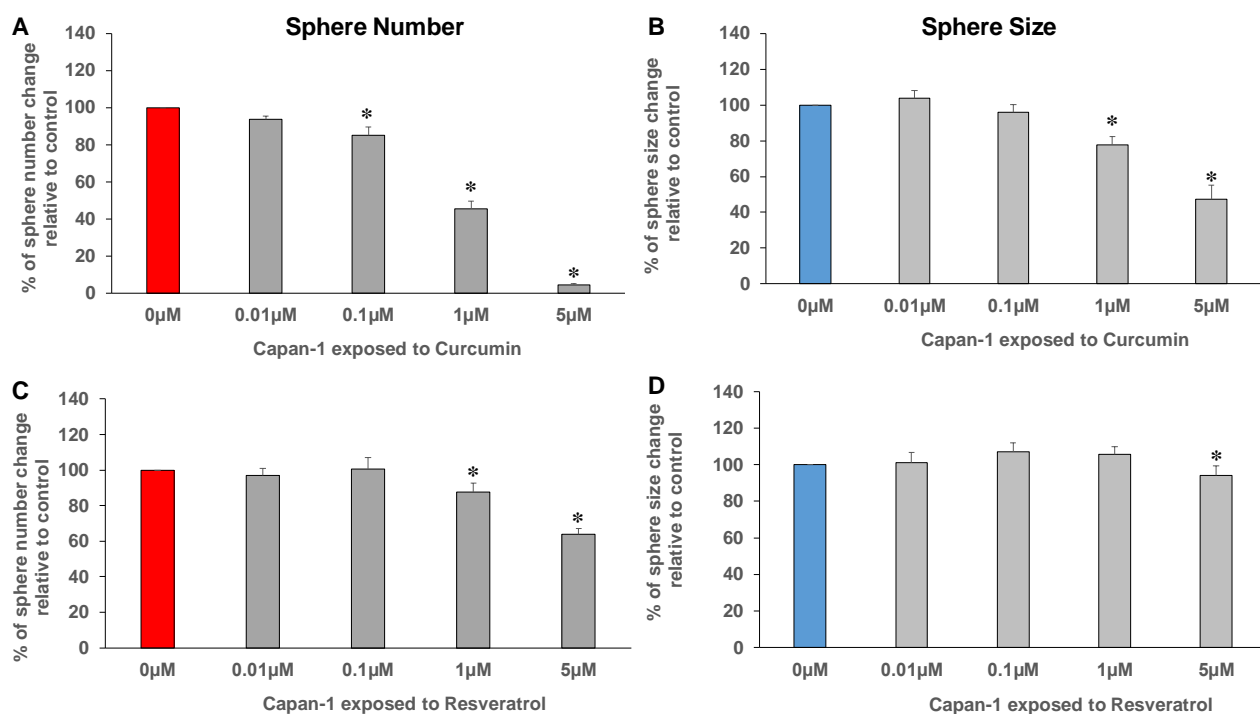 A
Sphere Number
% of sphere number change
relative to control
140
120
100
80
60
40
20
0
*
*
*
0µM
0.01µM
0.1µM
1µM
5µM
Capan-1 exposed to Curcumin
B
Sphere Size
% of sphere size change
relative to control
140
120
100
80
60
40
20
0
*
*
0µM
0.01µM
0.1µM
1µM
5µM
Capan-1 exposed to Curcumin
C
% of sphere number change
relative to control
140
120
100
80
60
40
20
0
*
*
0µM
0.01µM
0.1µM
1µM
5µM
Capan-1 exposed to Resveratrol
D
% of sphere size change
relative to control
140
120
100
80
60
40
20
0
*
0µM
0.01µM
0.1µM
1µM
5µM
Capan-1 exposed to Resveratrol